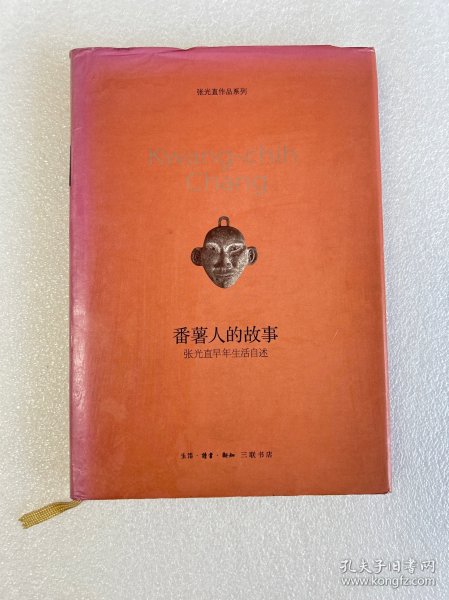 张光直作品系列
Kwang-chih
Chang
番薯人的故事
张光直早年生活自述
生活·读书·新知 三联书店
孔夫子旧书网
www.kongfz.com